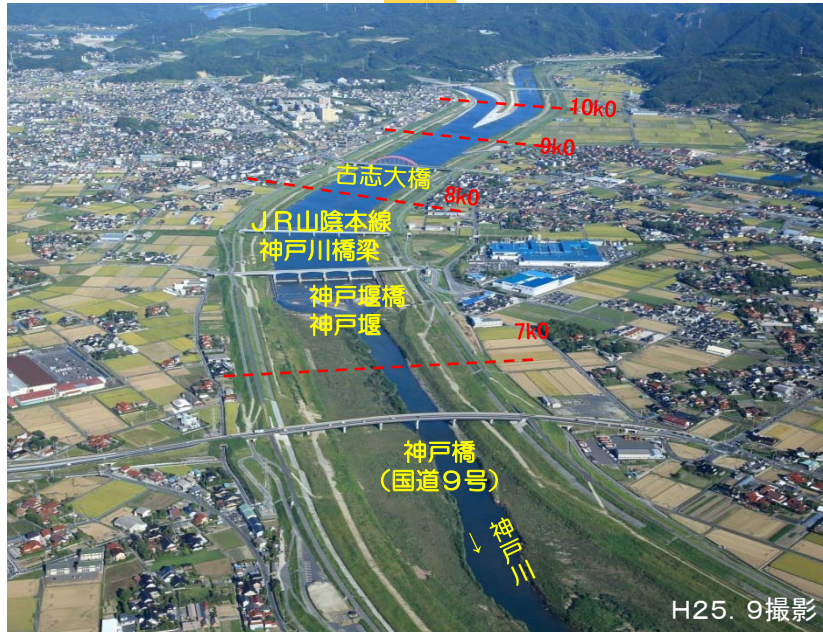 10k0
9k0
古志大橋
8k0
ＪＲ山陰本線
神戸川橋梁
神戸堰橋
神戸堰
7k0
神戸橋
（国道９号）
→ 神戸川
H25. 9撮影